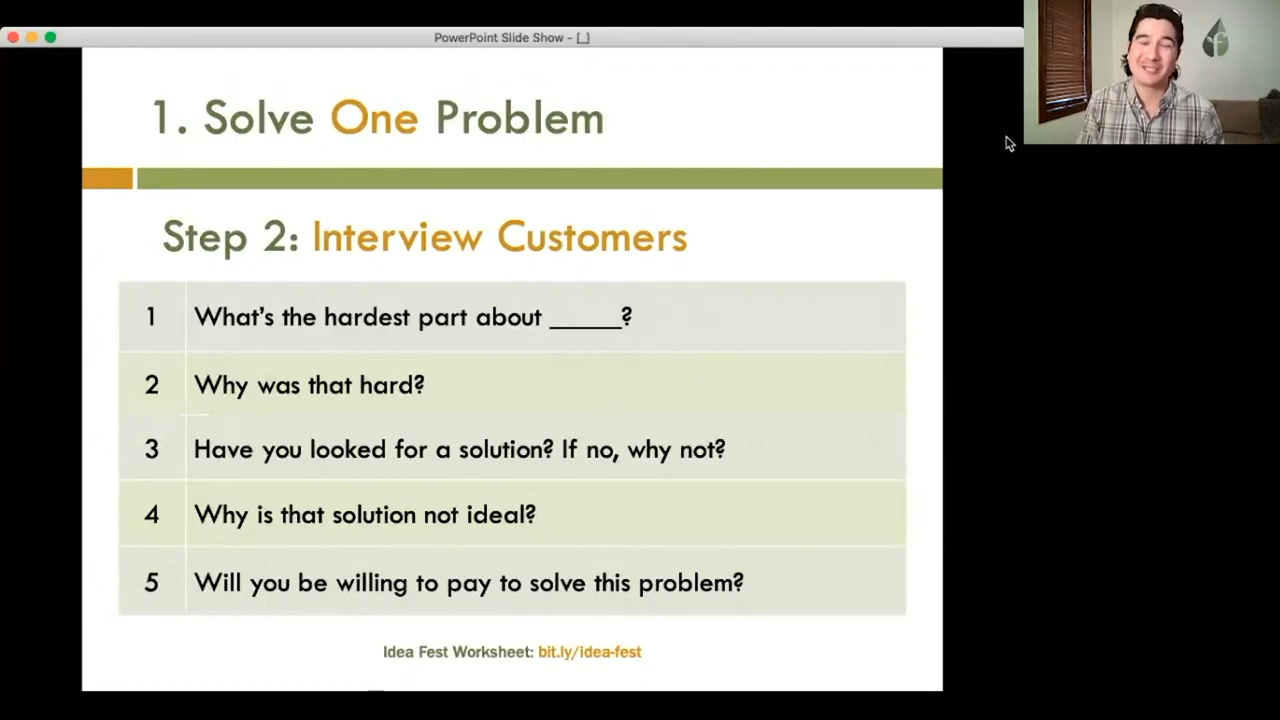 PowerPoint Slide Show - [_]
1. Solve One Problem
Step 2: Interview Customers
1 What's the hardest part about ______?
2 Why was that hard?
3 Have you looked for a solution? If no, why not?
4 Why is that solution not ideal?
5 Will you be willing to pay to solve this problem?
Idea Fest Worksheet: bit.ly/idea-fest
f